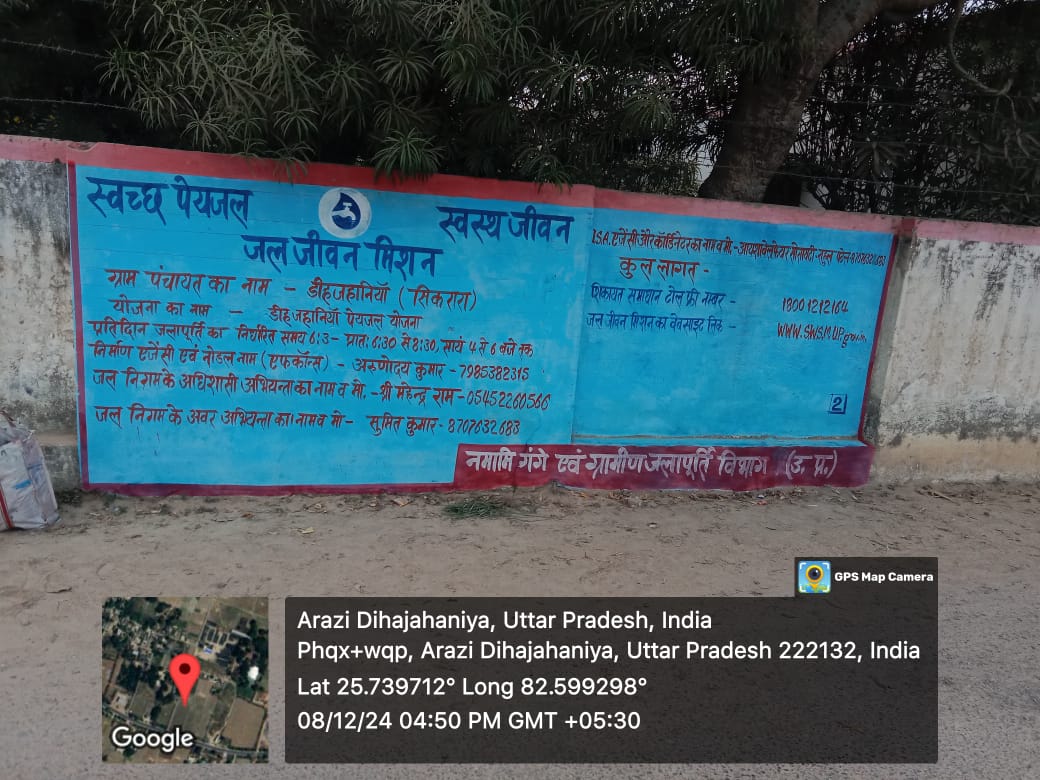 स्वच्छ पेयजल
स्वस्थ जीवन
जल जीवन मिशन
ग्राम पंचायत का नाम – डीहजहानियाँ (सिकरारा)
योजना का नाम – डीहजहानियाँ पेयजल योजना
प्रतिदिन जलापूर्ति का निर्धारित समय 6:3– प्रात: 6:30 से 8:30, सायं 4 से 6 बजे तक
निर्माण एजेंसी एवं नोडल नाम (एफकॉन्स) – अरुणोदय कुमार – 7985382315
जल निगम के अधिशासी अभियन्ता का नाम व मो. – श्री महेन्द्र राम – 05452260566
जल निगम के अवर अभियन्ता का नाम व मो – सुमित कुमार – 8707632683
I.S.A. एजेंसी और कॉर्डिनेटर का नाम व मो. –
कुल लागत –
शिकायत समाधान टोल फ्री नम्बर – 18001212164
जल जीवन मिशन का वेबसाइट लिंक – WWW.SWSM.UP.gov.in
2
नमामि गंगे एवं ग्रामीण जलापूर्ति विभाग (उ. प्र.)
GPS Map Camera
Google
Arazi Dihajahaniya, Uttar Pradesh, India
Phqx+wqp, Arazi Dihajahaniya, Uttar Pradesh 222132, India
Lat 25.739712° Long 82.599298°
08/12/24 04:50 PM GMT +05:30